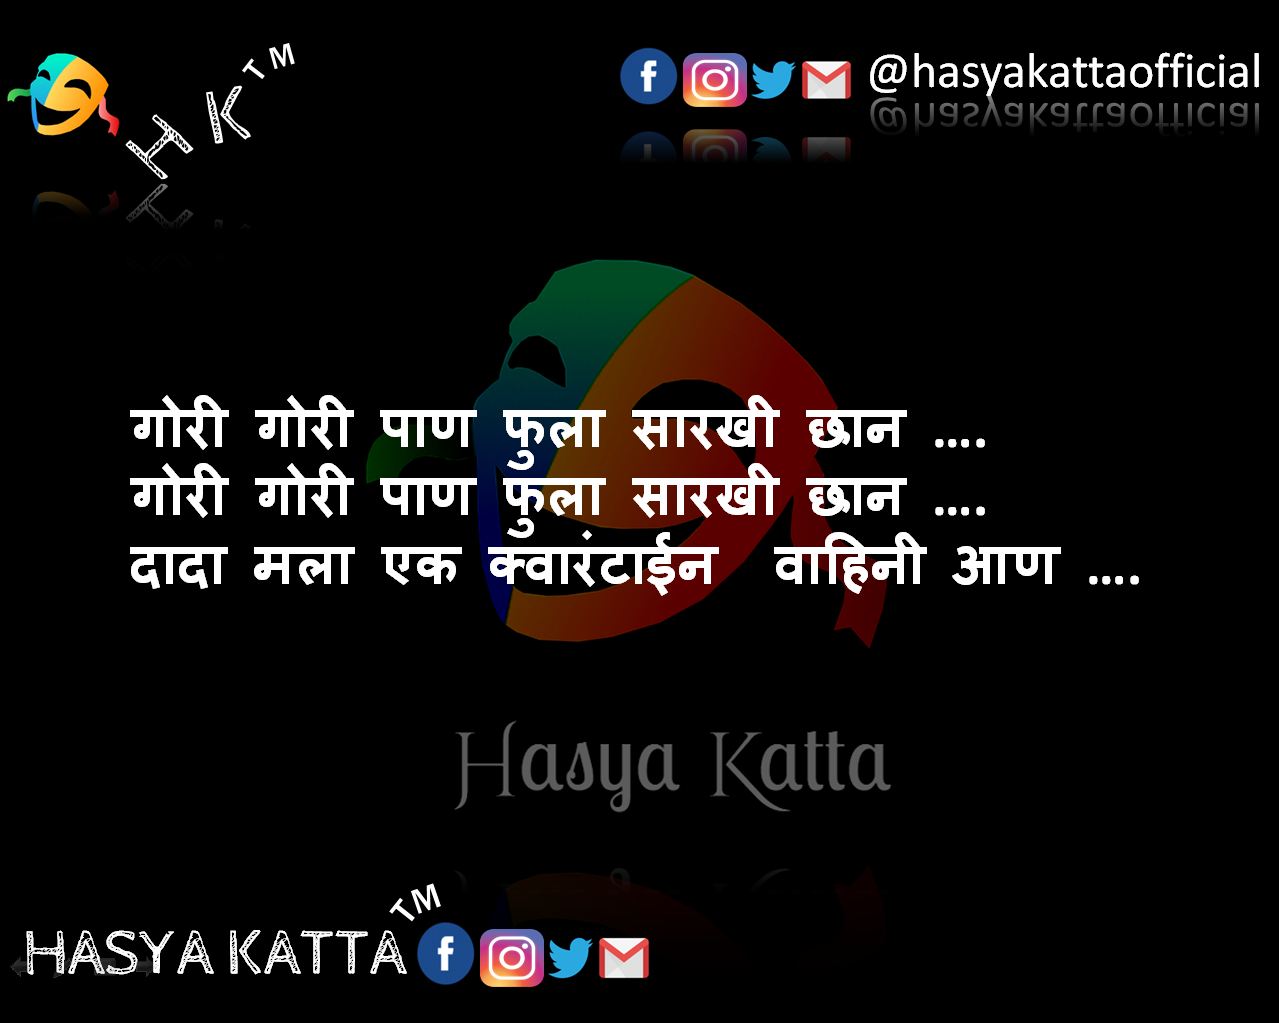 HK™
@hasyakattaofficial
गोरी गोरी पाण फुला सारखी छान ....
गोरी गोरी पाण फुला सारखी छान ....
दादा मला एक क्वारंटाईन वाहिनी आण ....
Hasya Katta
HASYA KATTA™